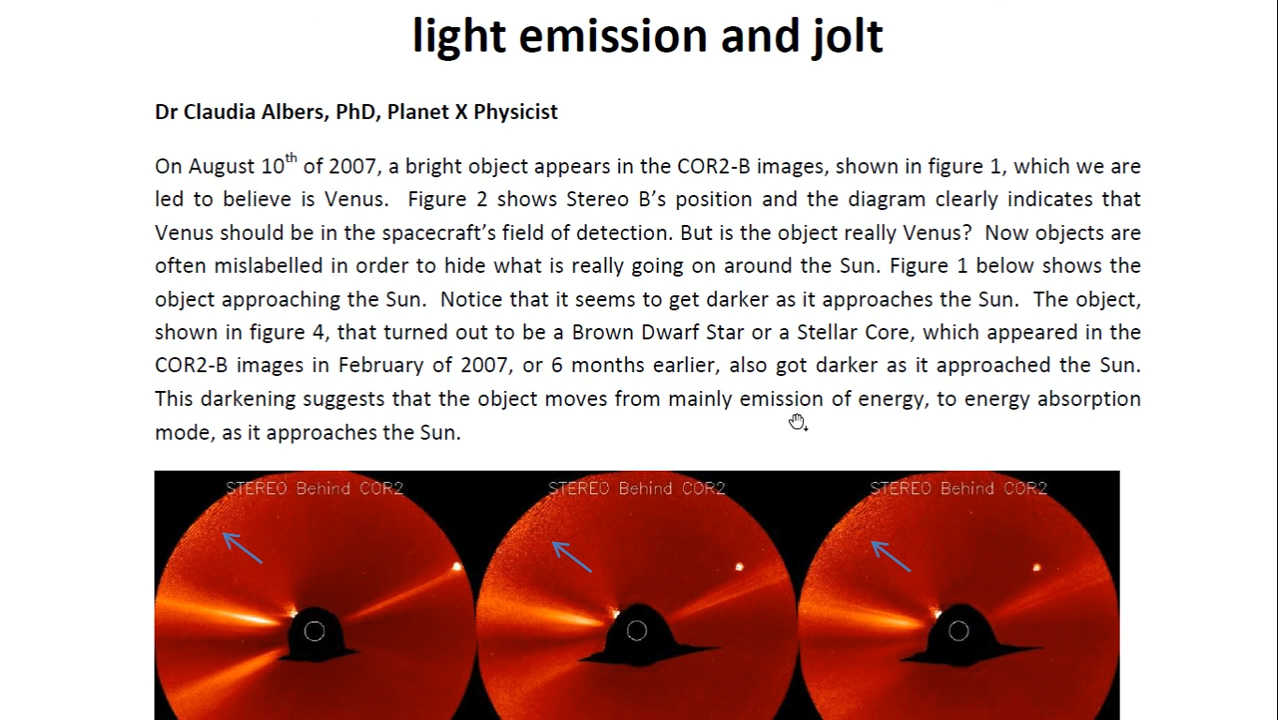 light emission and jolt
Dr Claudia Albers, PhD, Planet X Physicist
On August 10th of 2007, a bright object appears in the COR2-B images, shown in figure 1, which we are
led to believe is Venus.  Figure 2 shows Stereo B’s position and the diagram clearly indicates that
Venus should be in the spacecraft’s field of detection. But is the object really Venus?  Now objects are
often mislabelled in order to hide what is really going on around the Sun. Figure 1 below shows the
object approaching the Sun.  Notice that it seems to get darker as it approaches the Sun.  The object,
shown in figure 4, that turned out to be a Brown Dwarf Star or a Stellar Core, which appeared in the
COR2-B images in February of 2007, or 6 months earlier, also got darker as it approached the Sun.
This darkening suggests that the object moves from mainly emission of energy, to energy absorption
mode, as it approaches the Sun.
STEREO Behind COR2
STEREO Behind COR2
STEREO Behind COR2